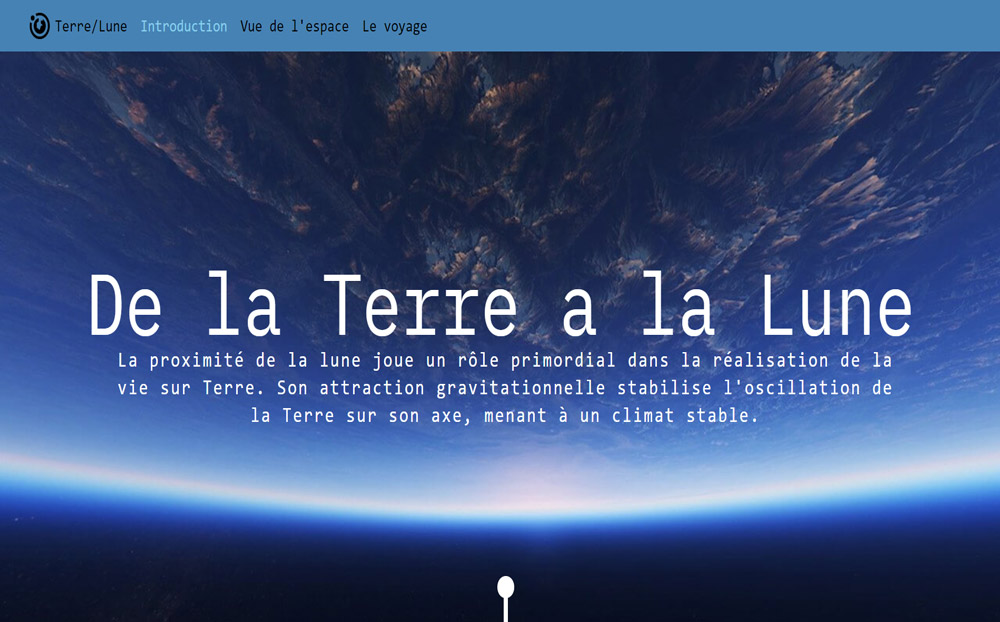 Terre/Lune Introduction Vue de l'espace Le voyage
De la Terre a la Lune
La proximité de la lune joue un rôle primordial dans la réalisation de la
vie sur Terre. Son attraction gravitationnelle stabilise l'oscillation de
la Terre sur son axe, menant à un climat stable.